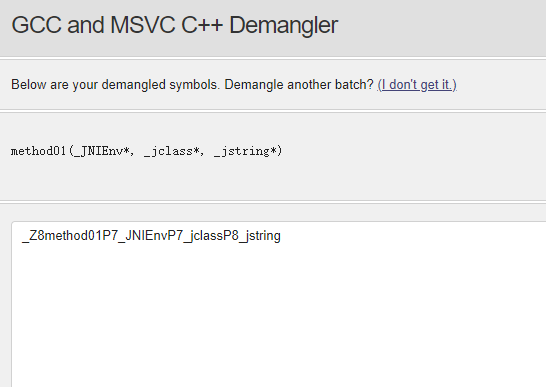 GCC and MSVC C++ Demangler
Below are your demangled symbols. Demangle another batch? (I don't get it.)
method01(_JNIEnv*, _jclass*, _jstring*)
_Z8method01P7_JNIEnvP7_jclassP8_jstring